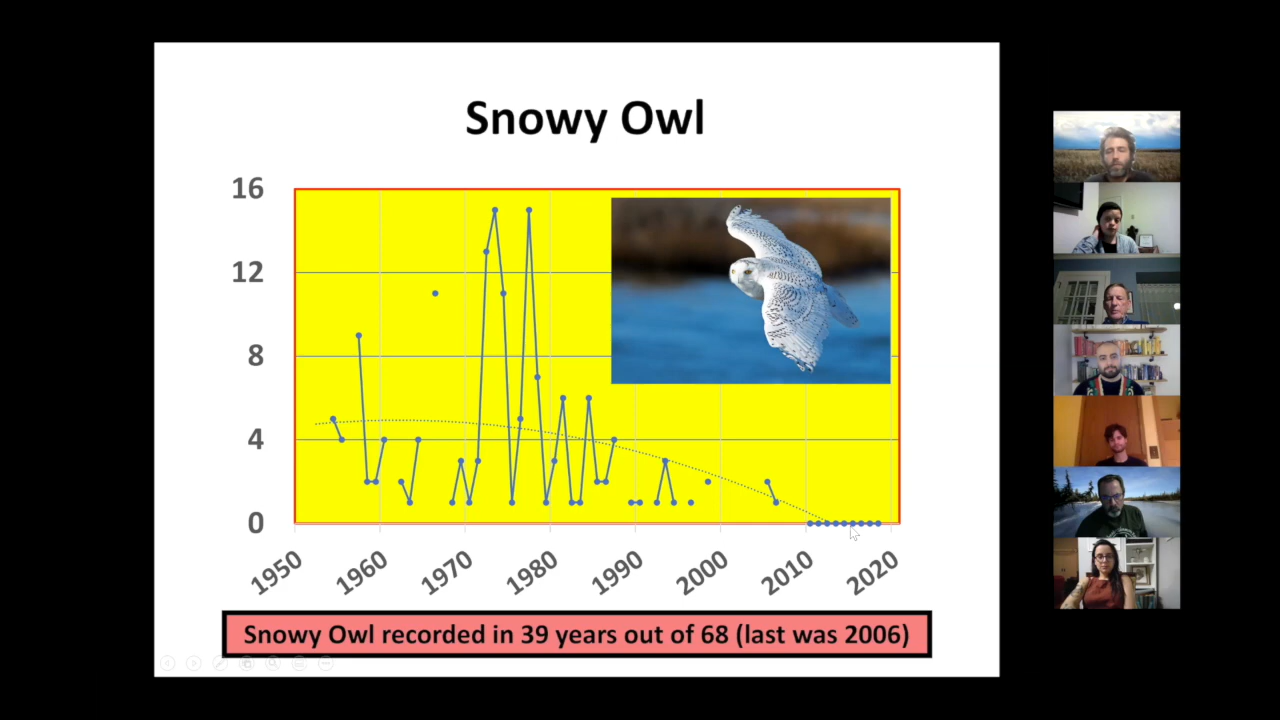 Snowy Owl
16
12
8
4
0
1950 1960 1970 1980 1990 2000 2010 2020
Snowy Owl recorded in 39 years out of 68 (last was 2006)